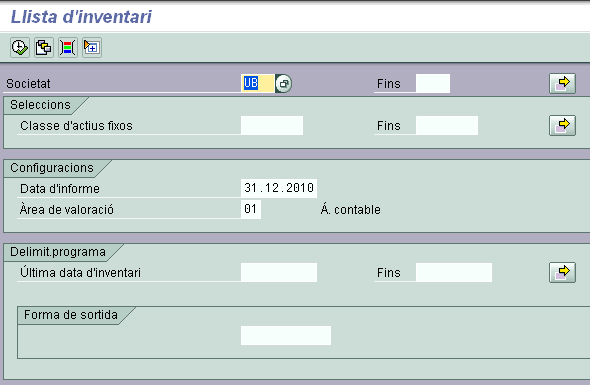 Llista d'inventari
Societat UB Fins
Seleccions
Classe d'actius fixos Fins
Configuracions
Data d'informe 31.12.2010
Àrea de valoració 01 Á. contable
Delimit.programa
Última data d'inventari Fins
Forma de sortida